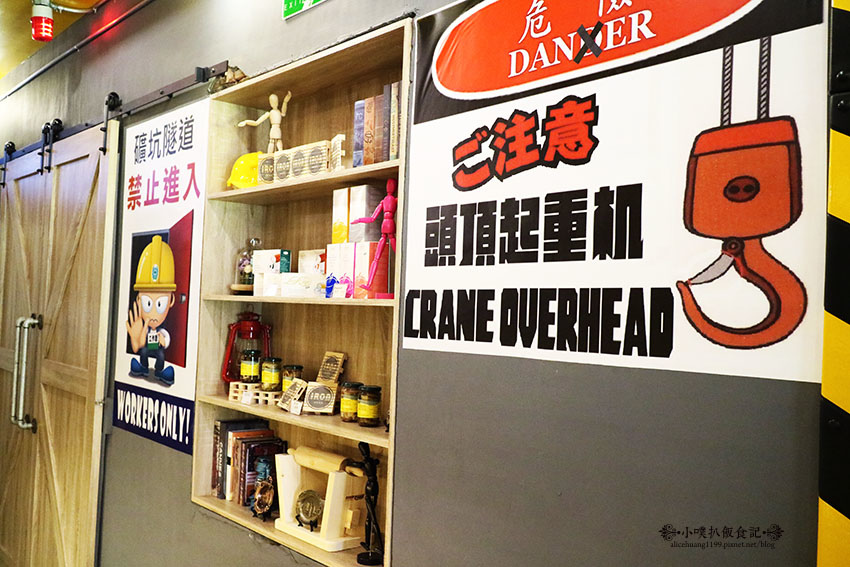 礦坑隧道
禁止進入
WORKERS ONLY!
IRON
危險
DANGER
ご注意
頭頂起重机
CRANE OVERHEAD
小噗扒飯食記
alicehuang1199.pixnet.net/blog